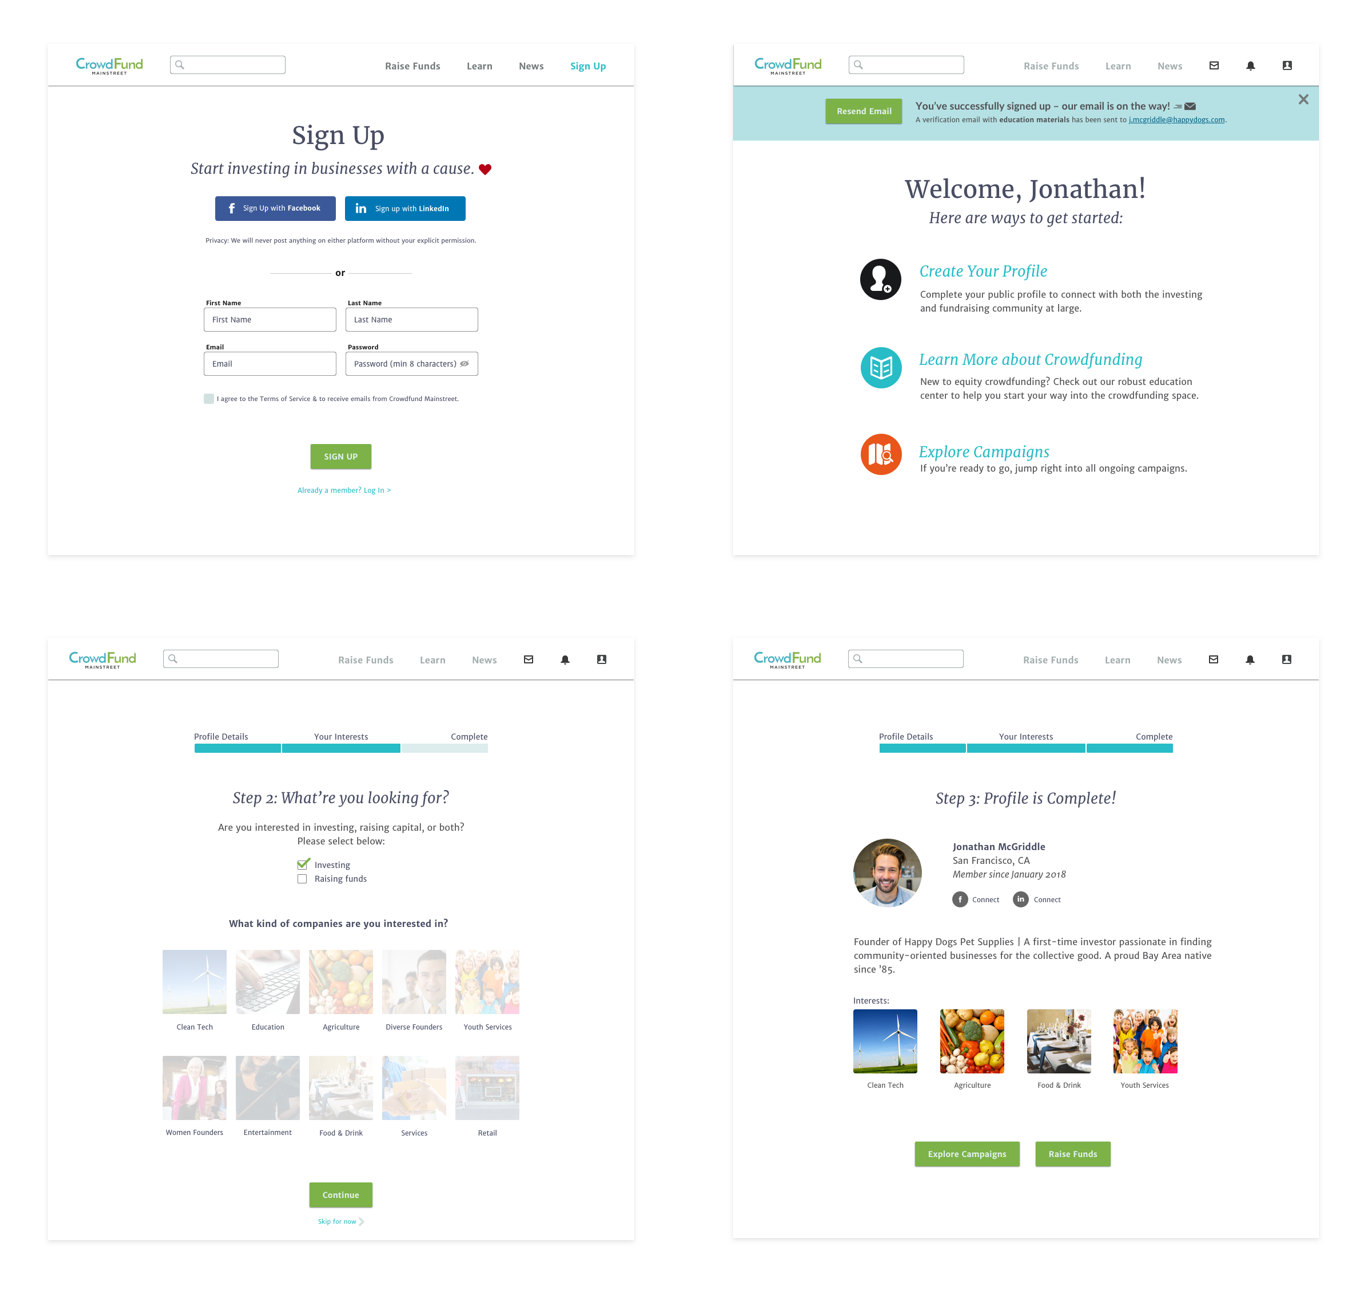 CrowdFund
MAINSTREET
Raise Funds
Learn
News
Sign Up
Sign Up
Start investing in businesses with a cause.
f Sign Up with Facebook
in Sign up with LinkedIn
Privacy: We will never post anything on either platform without your explicit permission.
or
First Name
Last Name
First Name
Last Name
Email
Password
Email
Password (min 8 characters)
I agree to the Terms of Service & to receive emails from Crowdfund Mainstreet.
SIGN UP
Already a member? Log In >
CrowdFund
MAINSTREET
Raise Funds
Learn
News
Resend Email
You've successfully signed up – our email is on the way!
A verification email with education materials has been sent to j.mcgriddle@happydogs.com.
Welcome, Jonathan!
Here are ways to get started:
Create Your Profile
Complete your public profile to connect with both the investing
and fundraising community at large.
Learn More about Crowdfunding
New to equity crowdfunding? Check out our robust education
center to help you start your way into the crowdfunding space.
Explore Campaigns
If you're ready to go, jump right into all ongoing campaigns.
CrowdFund
MAINSTREET
Raise Funds
Learn
News
Profile Details
Your Interests
Complete
Step 2: What're you looking for?
Are you interested in investing, raising capital, or both?
Please select below:
Investing
Raising funds
What kind of companies are you interested in?
Clean Tech
Education
Agriculture
Diverse Founders
Youth Services
Women Founders
Entertainment
Food & Drink
Services
Retail
Continue
Skip for now
CrowdFund
MAINSTREET
Raise Funds
Learn
News
Profile Details
Your Interests
Complete
Step 3: Profile is Complete!
Jonathan McGriddle
San Francisco, CA
Member since January 2018
f Connect
in Connect
Founder of Happy Dogs Pet Supplies | A first-time investor passionate in finding
community-oriented businesses for the collective good. A proud Bay Area native
since '85.
Interests:
Clean Tech
Agriculture
Food & Drink
Youth Services
Explore Campaigns
Raise Funds